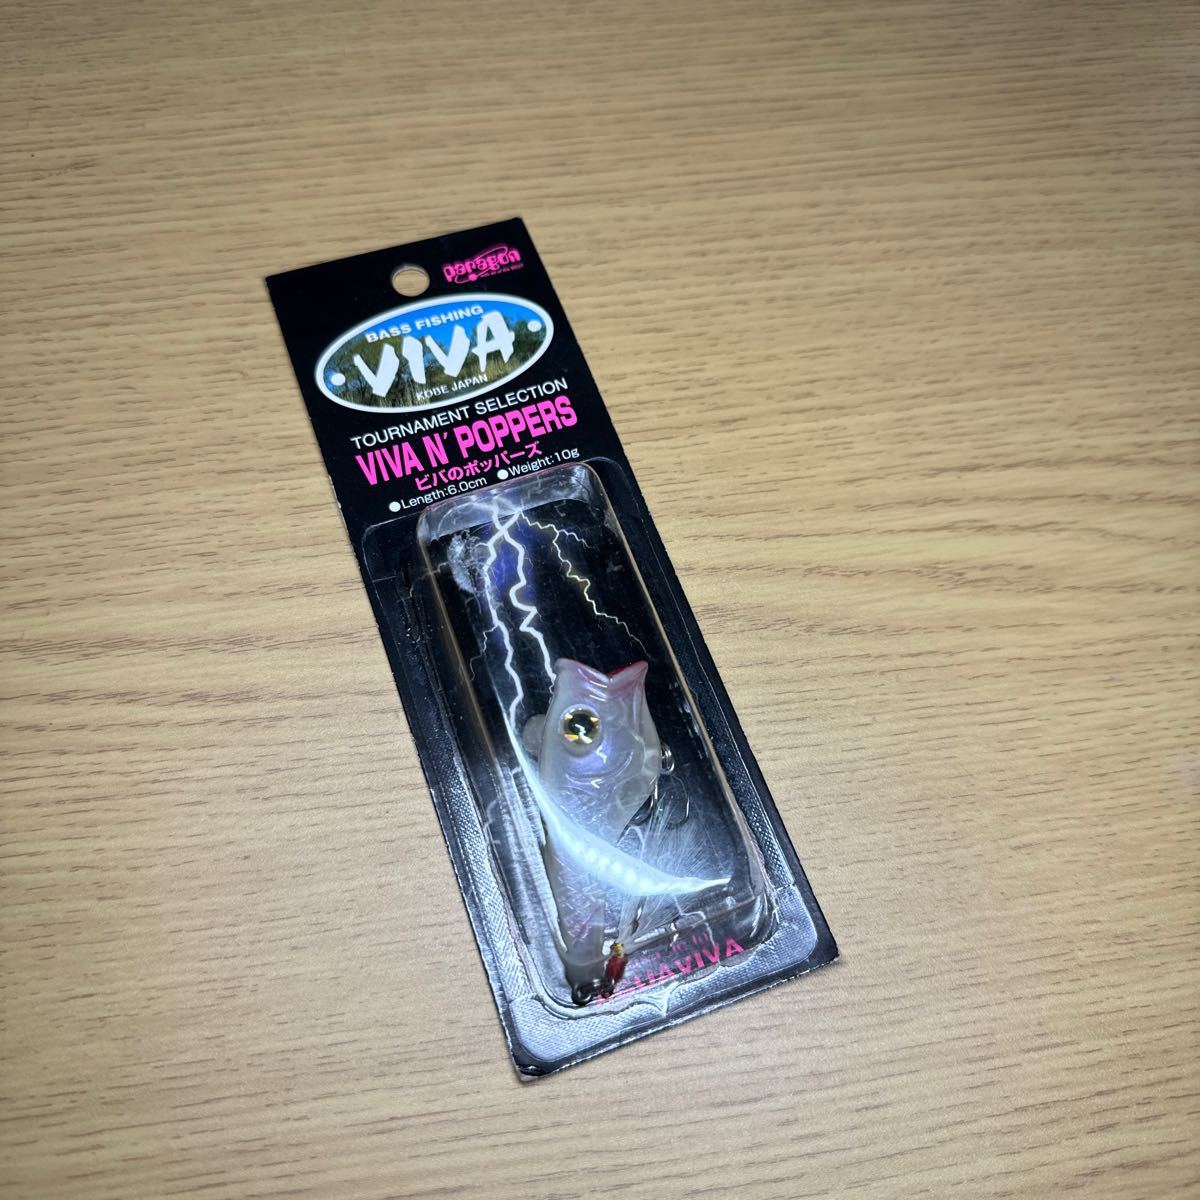 paragon
BASS FISHING
VIVA
KOBE JAPAN
TOURNAMENT SELECTION
VIVA N' POPPERS
ビバのポッパーズ
●Length:6.0cm ●Weight:10g
VIVA